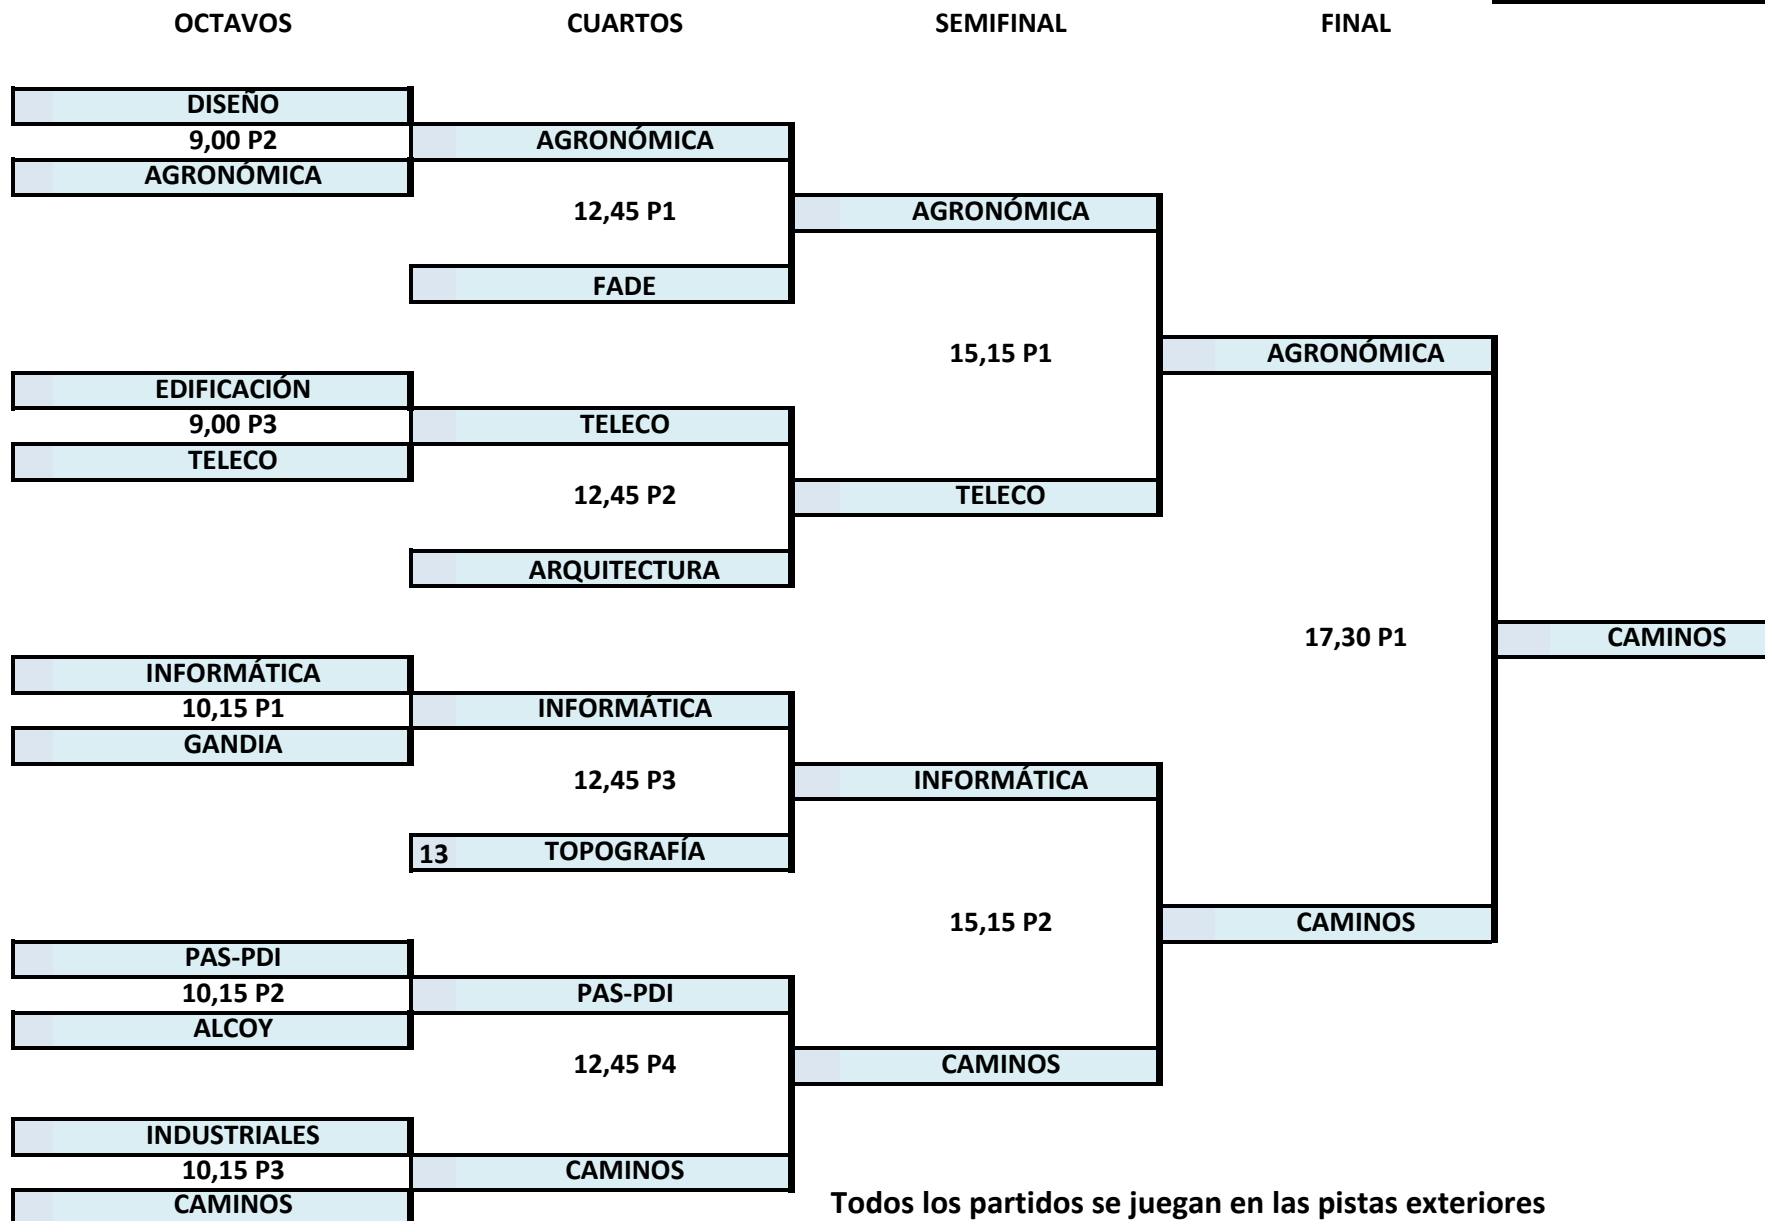 OCTAVOS CUARTOS SEMIFINAL FINAL
DISEÑO
9,00 P2 AGRONÓMICA
AGRONÓMICA
12,45 P1 AGRONÓMICA
FADE
15,15 P1 AGRONÓMICA
EDIFICACIÓN
9,00 P3 TELECO
TELECO
12,45 P2 TELECO
ARQUITECTURA
17,30 P1 CAMINOS
INFORMÁTICA
10,15 P1 INFORMÁTICA
GANDIA
12,45 P3 INFORMÁTICA
13 TOPOGRAFÍA
15,15 P2 CAMINOS
PAS-PDI
10,15 P2 PAS-PDI
ALCOY
12,45 P4 CAMINOS
INDUSTRIALES
10,15 P3 CAMINOS
CAMINOS Todos los partidos se juegan en las pistas exteriores